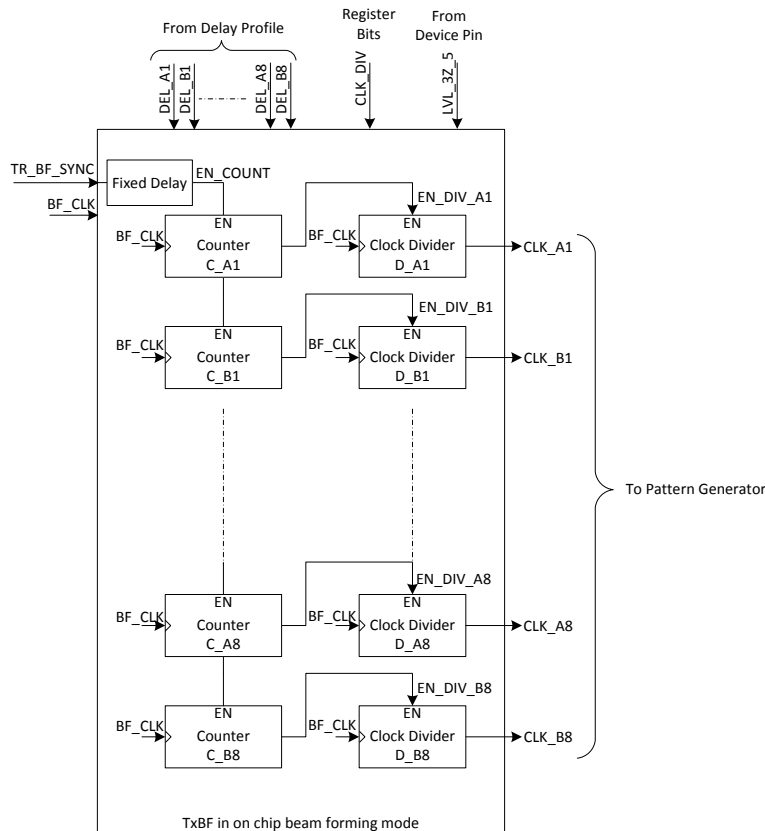 From Delay Profile
Register
Bits
From
Device Pin
DEL_A1
DEL_B1
DEL_A8
DEL_B8
CLK_DIV
LVL_3Z_5
TR_BF_SYNC
Fixed Delay
EN_COUNT
BF_CLK
EN_DIV_A1
BF_CLK
EN
Counter
C_A1
BF_CLK
EN
Clock Divider
D_A1
CLK_A1
EN_DIV_B1
BF_CLK
EN
Counter
C_B1
BF_CLK
EN
Clock Divider
D_B1
CLK_B1
To Pattern Generator
EN_DIV_A8
BF_CLK
EN
Counter
C_A8
BF_CLK
EN
Clock Divider
D_A8
CLK_A8
EN_DIV_B8
BF_CLK
EN
Counter
C_B8
BF_CLK
EN
Clock Divider
D_B8
CLK_B8
TxBF in on chip beam forming mode